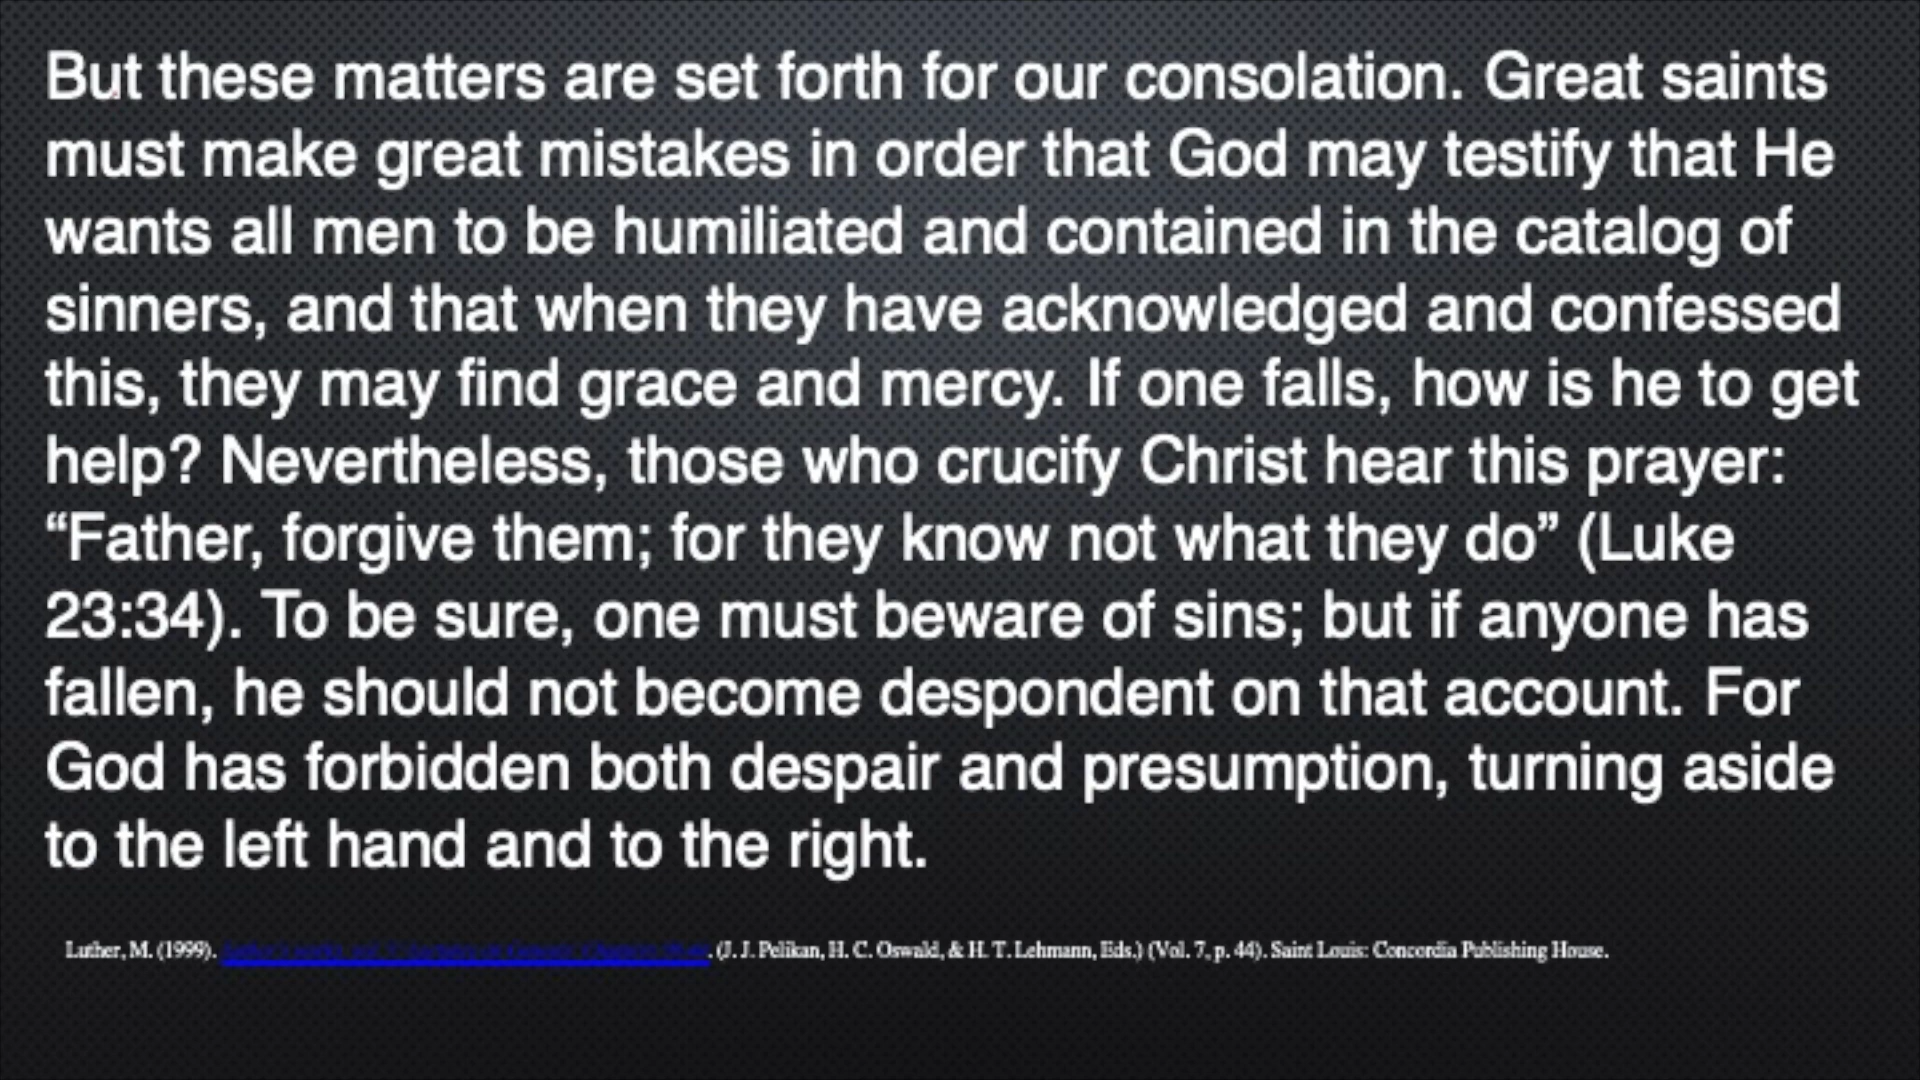 But these matters are set forth for our consolation. Great saints
must make great mistakes in order that God may testify that He
wants all men to be humiliated and contained in the catalog of
sinners, and that when they have acknowledged and confessed
this, they may find grace and mercy. If one falls, how is he to get
help? Nevertheless, those who crucify Christ hear this prayer:
“Father, forgive them; for they know not what they do” (Luke
23:34). To be sure, one must beware of sins; but if anyone has
fallen, he should not become despondent on that account. For
God has forbidden both despair and presumption, turning aside
to the left hand and to the right.
Luther, M. (1999). . (J. J. Pelikan, H. C. Oswald, & H. T. Lehmann, Eds.) (Vol. 7, p. 44). Saint Louis: Concordia Publishing House.